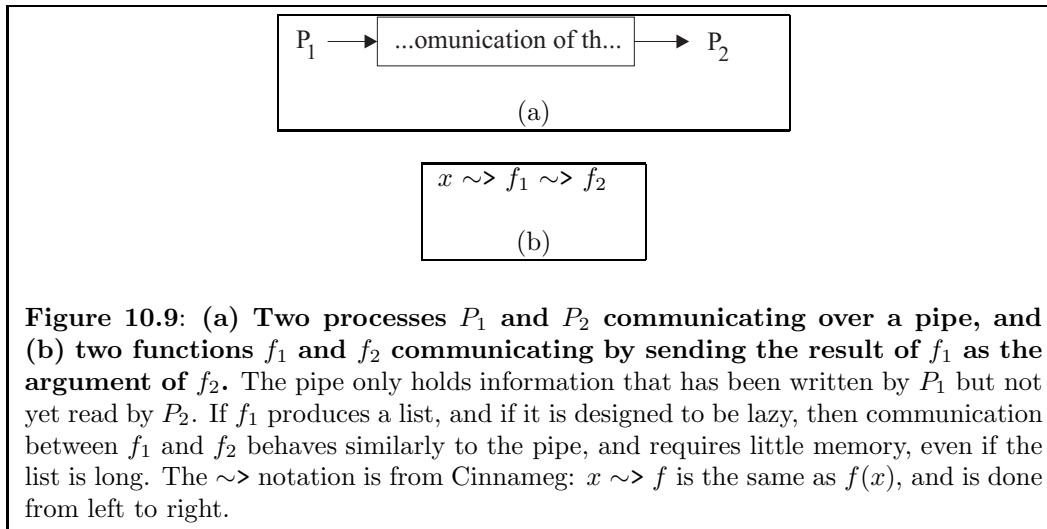 P1 ...omunication of th... P2
(a)
x ~> f1 ~> f2
(b)
Figure 10.9: (a) Two processes P1 and P2 communicating over a pipe, and
(b) two functions f1 and f2 communicating by sending the result of f1 as the
argument of f2. The pipe only holds information that has been written by P1 but not
yet read by P2. If f1 produces a list, and if it is designed to be lazy, then communication
between f1 and f2 behaves similarly to the pipe, and requires little memory, even if the
list is long. The ~> notation is from Cinnameg: x ~> f is the same as f(x), and is done
from left to right.